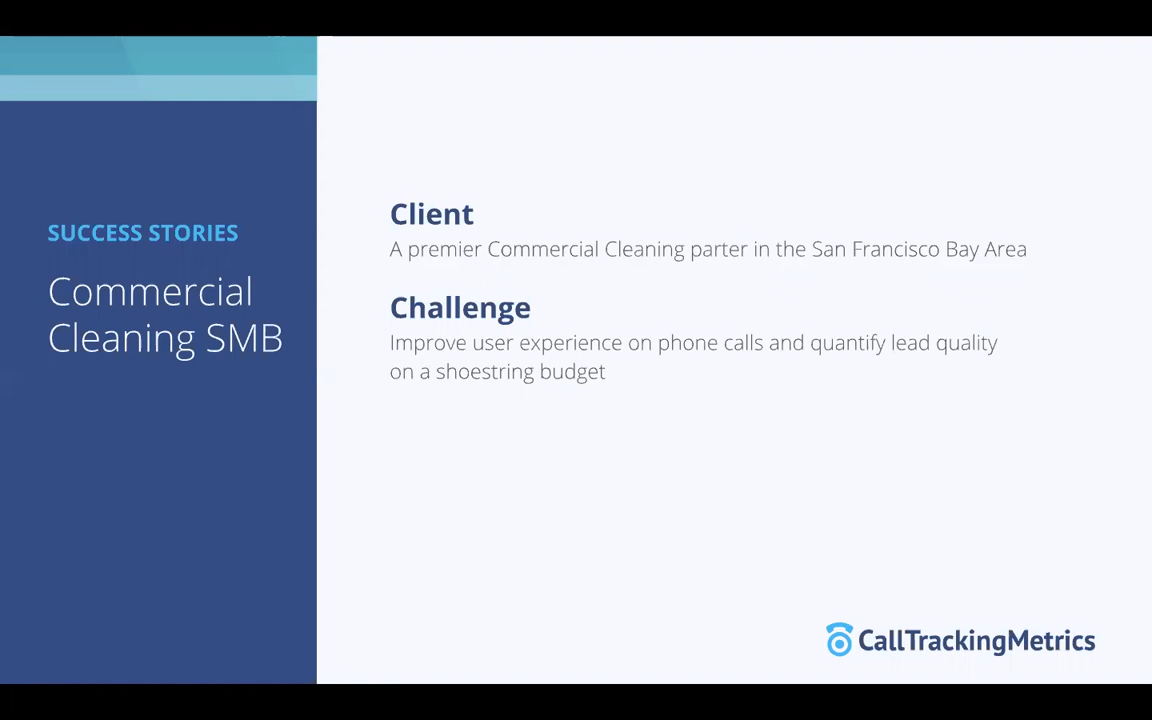 SUCCESS STORIES
Commercial
Cleaning SMB
Client
A premier Commercial Cleaning parter in the San Francisco Bay Area
Challenge
Improve user experience on phone calls and quantify lead quality
on a shoestring budget
CallTrackingMetrics